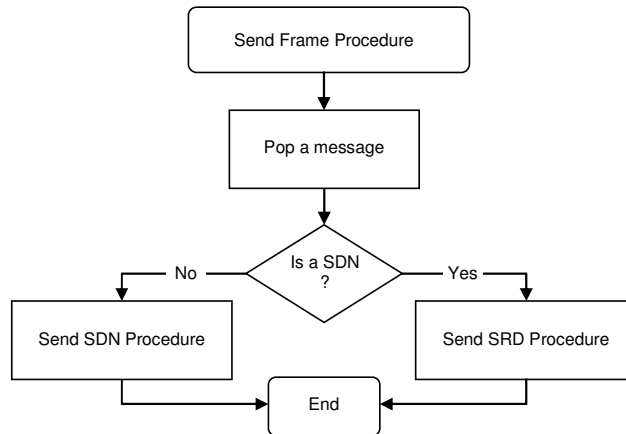 Send Frame Procedure
Pop a message
Is a SDN
?
No
Yes
Send SDN Procedure
Send SRD Procedure
End